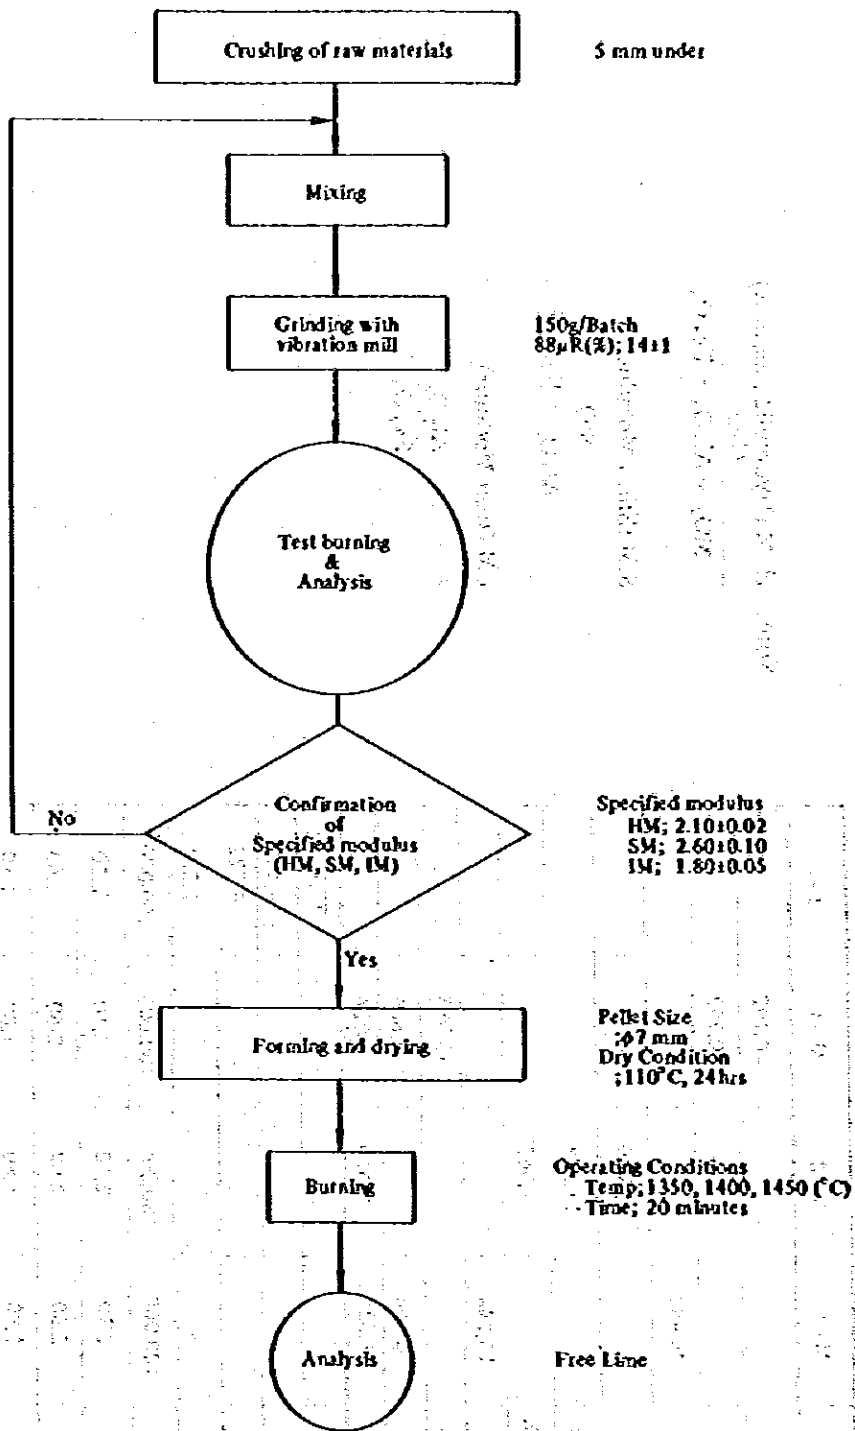 Crushing of raw materials
5 mm under
Mixing
Grinding with
vibration mill
150g/Batch
88μR(%); 14±1
Test burning
&
Analysis
No
Confirmation
of
Specified modulus
(HM, SM, IM)
Specified modulus
HM; 2.10±0.02
SM; 2.60±0.10
IM; 1.80±0.05
Yes
Forming and drying
Pellet Size
;φ7 mm
Dry Condition
;110°C, 24 hrs
Burning
Operating Conditions
Temp; 1350, 1400, 1450 (°C)
Time; 20 minutes
Analysis
Free Lime